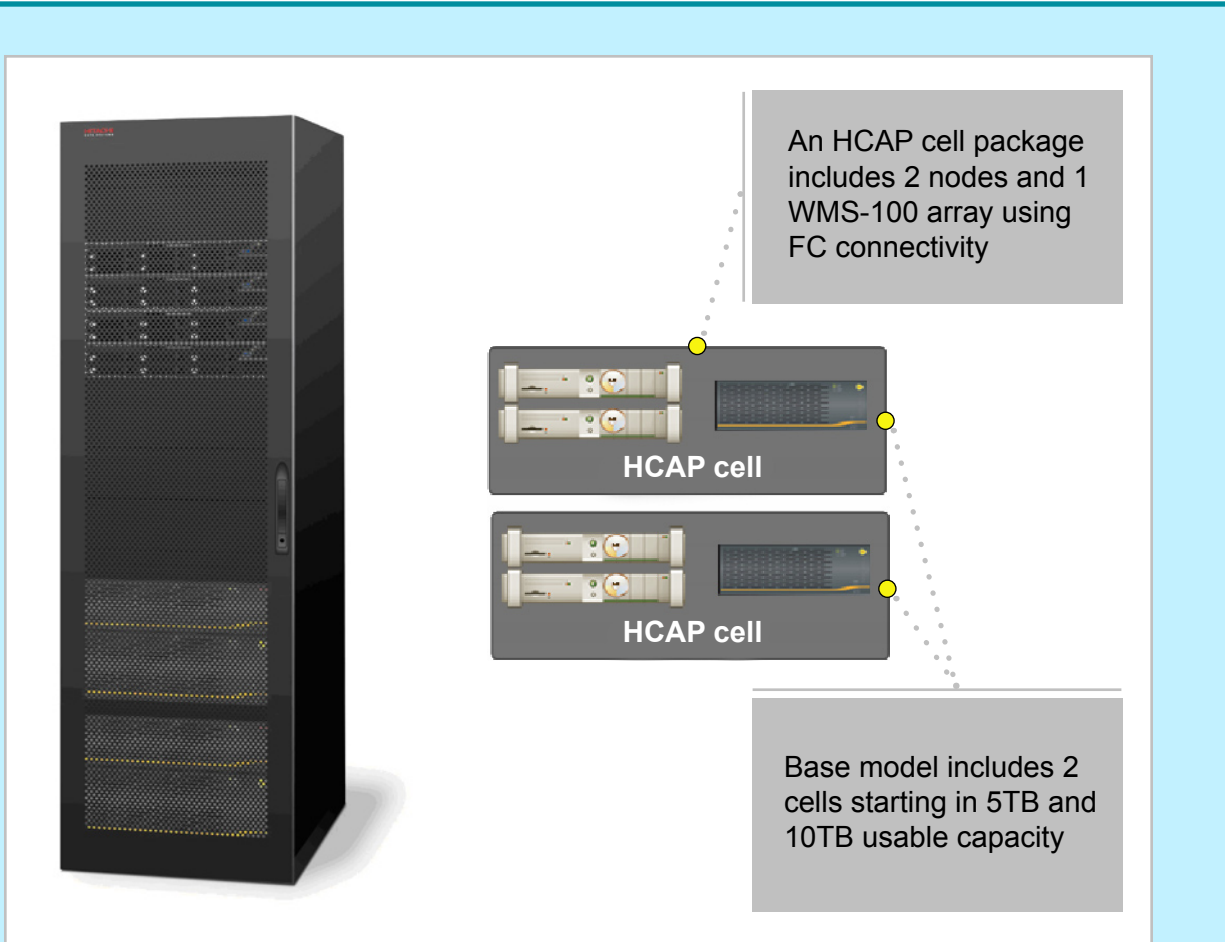 An HCAP cell package
includes 2 nodes and 1
WMS-100 array using
FC connectivity
HCAP cell
HCAP cell
Base model includes 2
cells starting in 5TB and
10TB usable capacity